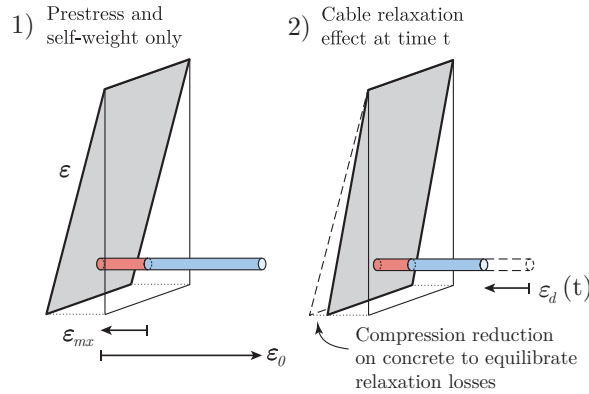 1) Prestress and
self-weight only
2) Cable relaxation
effect at time t
ε
ε_mx
ε_0
ε_d (t)
Compression reduction
on concrete to equilibrate
relaxation losses